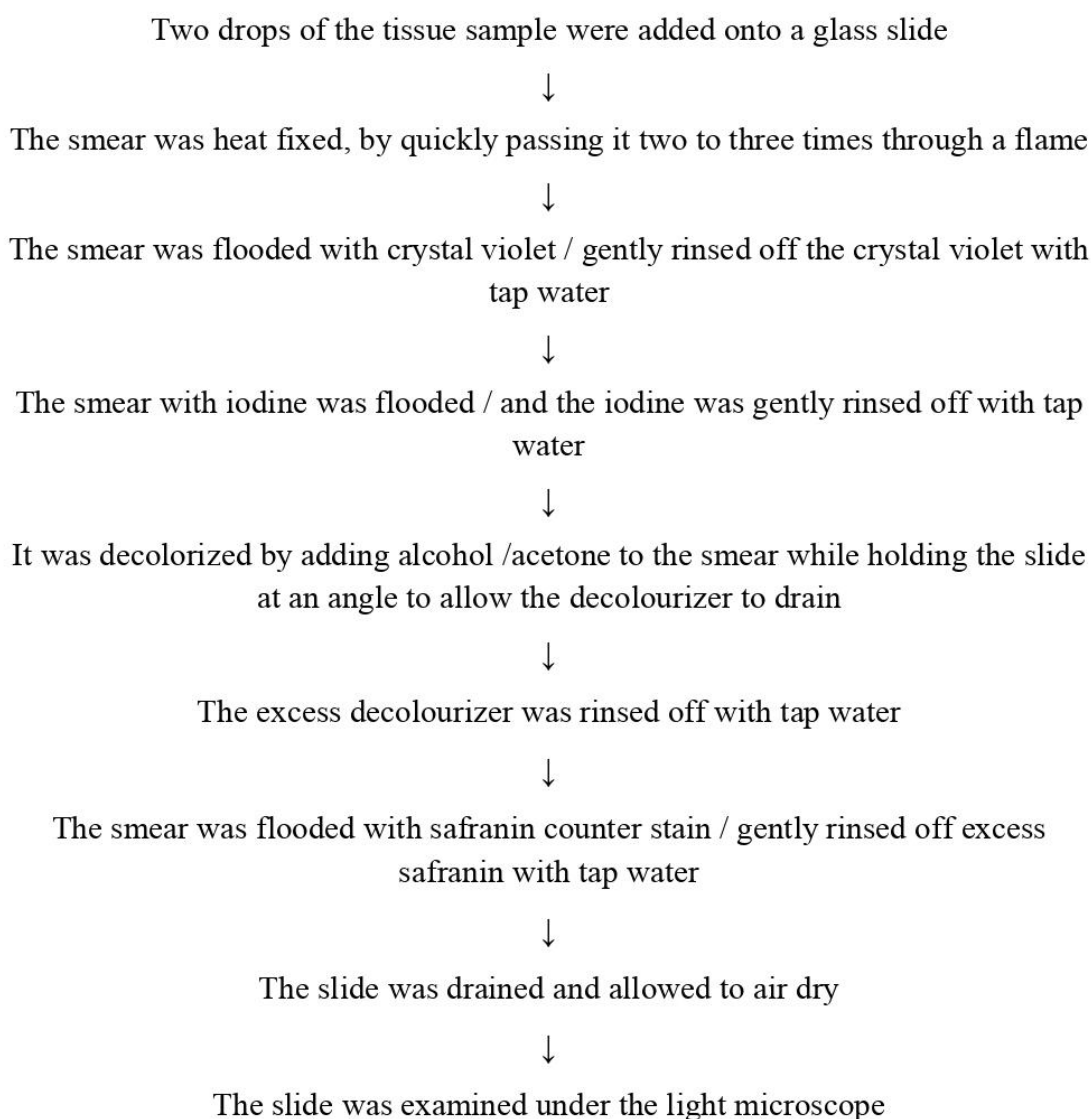 Two drops of the tissue sample were added onto a glass slide
↓
The smear was heat fixed, by quickly passing it two to three times through a flame
↓
The smear was flooded with crystal violet / gently rinsed off the crystal violet with
tap water
↓
The smear with iodine was flooded / and the iodine was gently rinsed off with tap
water
↓
It was decolorized by adding alcohol /acetone to the smear while holding the slide
at an angle to allow the decolourizer to drain
↓
The excess decolourizer was rinsed off with tap water
↓
The smear was flooded with safranin counter stain / gently rinsed off excess
safranin with tap water
↓
The slide was drained and allowed to air dry
↓
The slide was examined under the light microscope